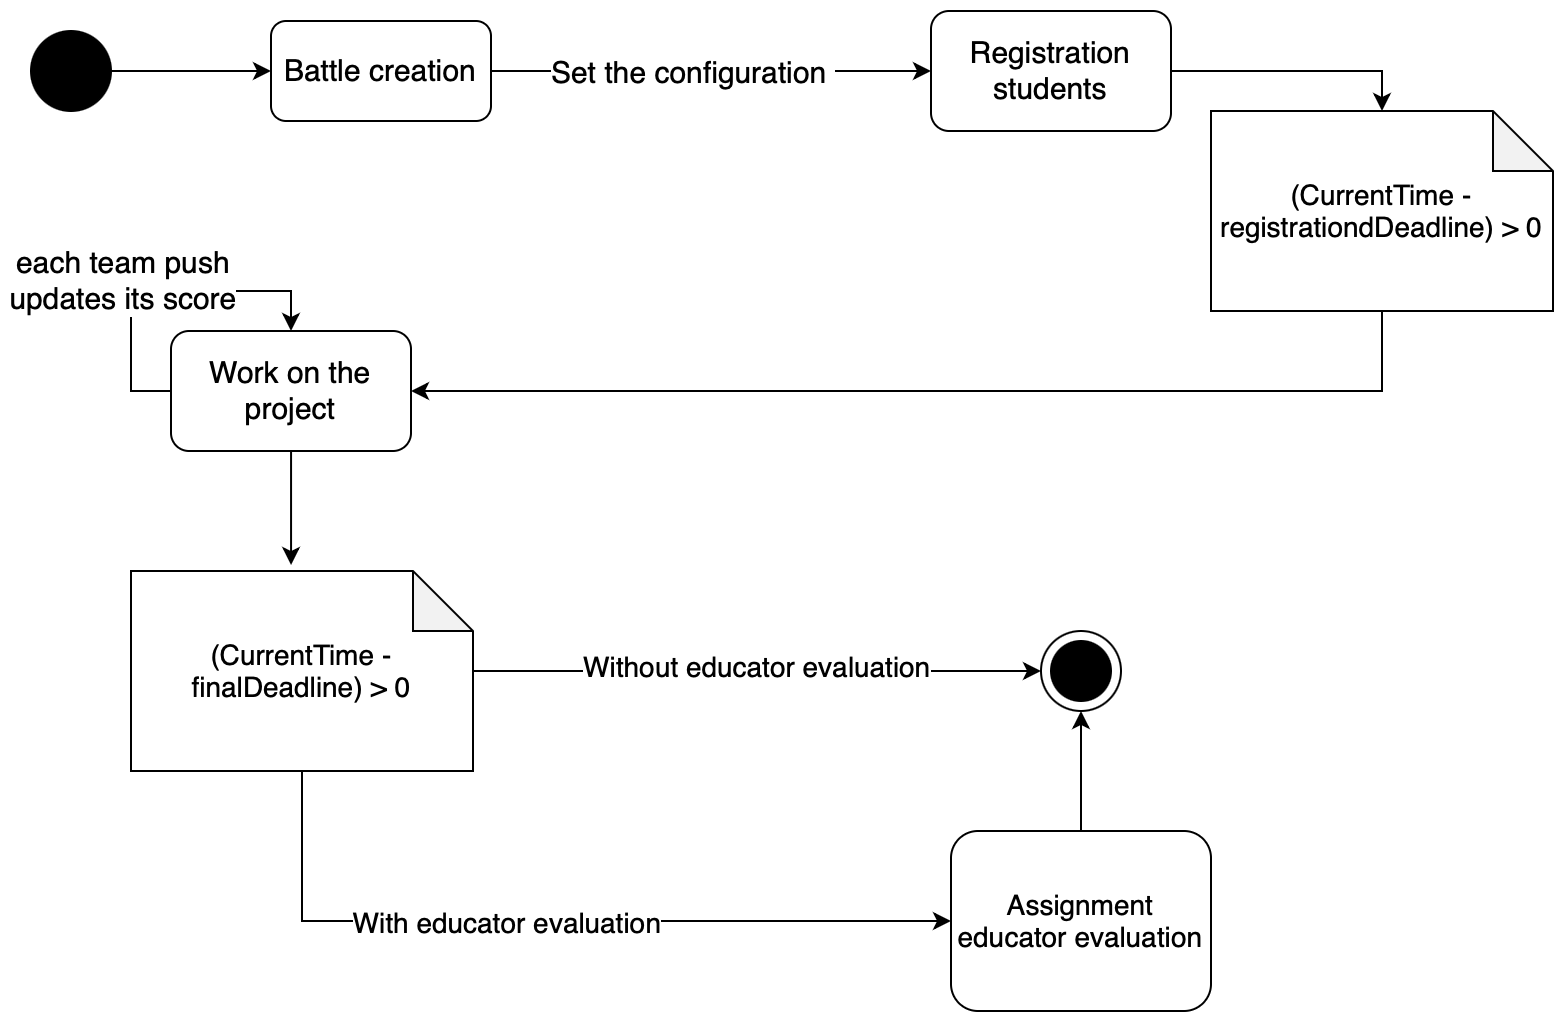 Battle creation
Set the configuration
Registration
students
(CurrentTime -
registrationdDeadline) > 0
each team push
updates its score
Work on the
project
(CurrentTime -
finalDeadline) > 0
Without educator evaluation
With educator evaluation
Assignment
educator evaluation